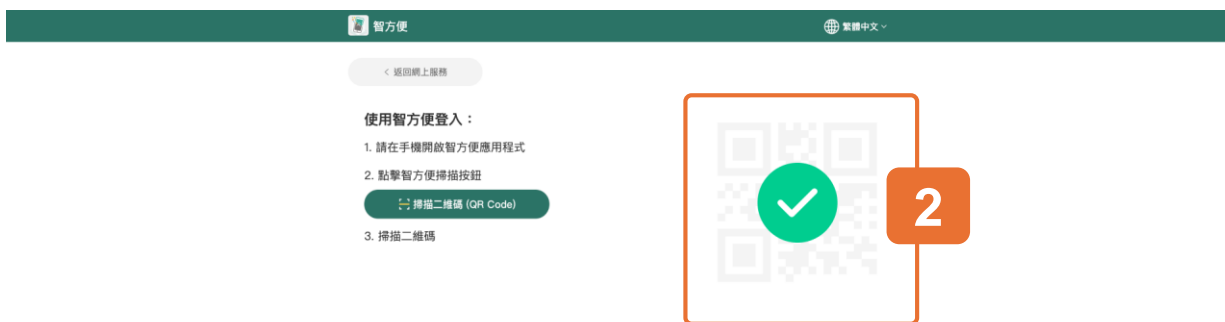 智方便
繁體中文
返回網上服務
使用智方便登入：
1. 請在手機開啟智方便應用程式
2. 點擊智方便掃描按鈕
掃描二維碼 (QR Code)
3. 掃描二維碼
2